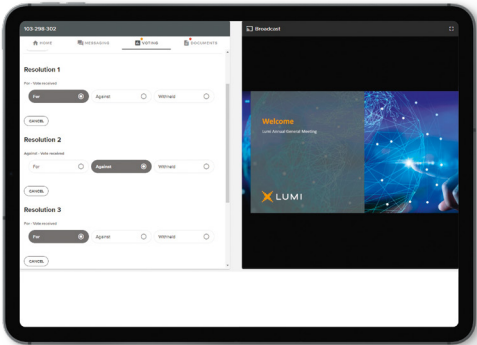 103-298-302
HOME
MESSAGING
VOTING
DOCUMENTS
Resolution 1
For - Vote received
For
Against
Withheld
CANCEL
Resolution 2
Against - Vote received
For
Against
Withheld
CANCEL
Resolution 3
For - Vote received
For
Against
Withheld
CANCEL
Broadcast
Welcome
Lumi Annual General Meeting
LUMI